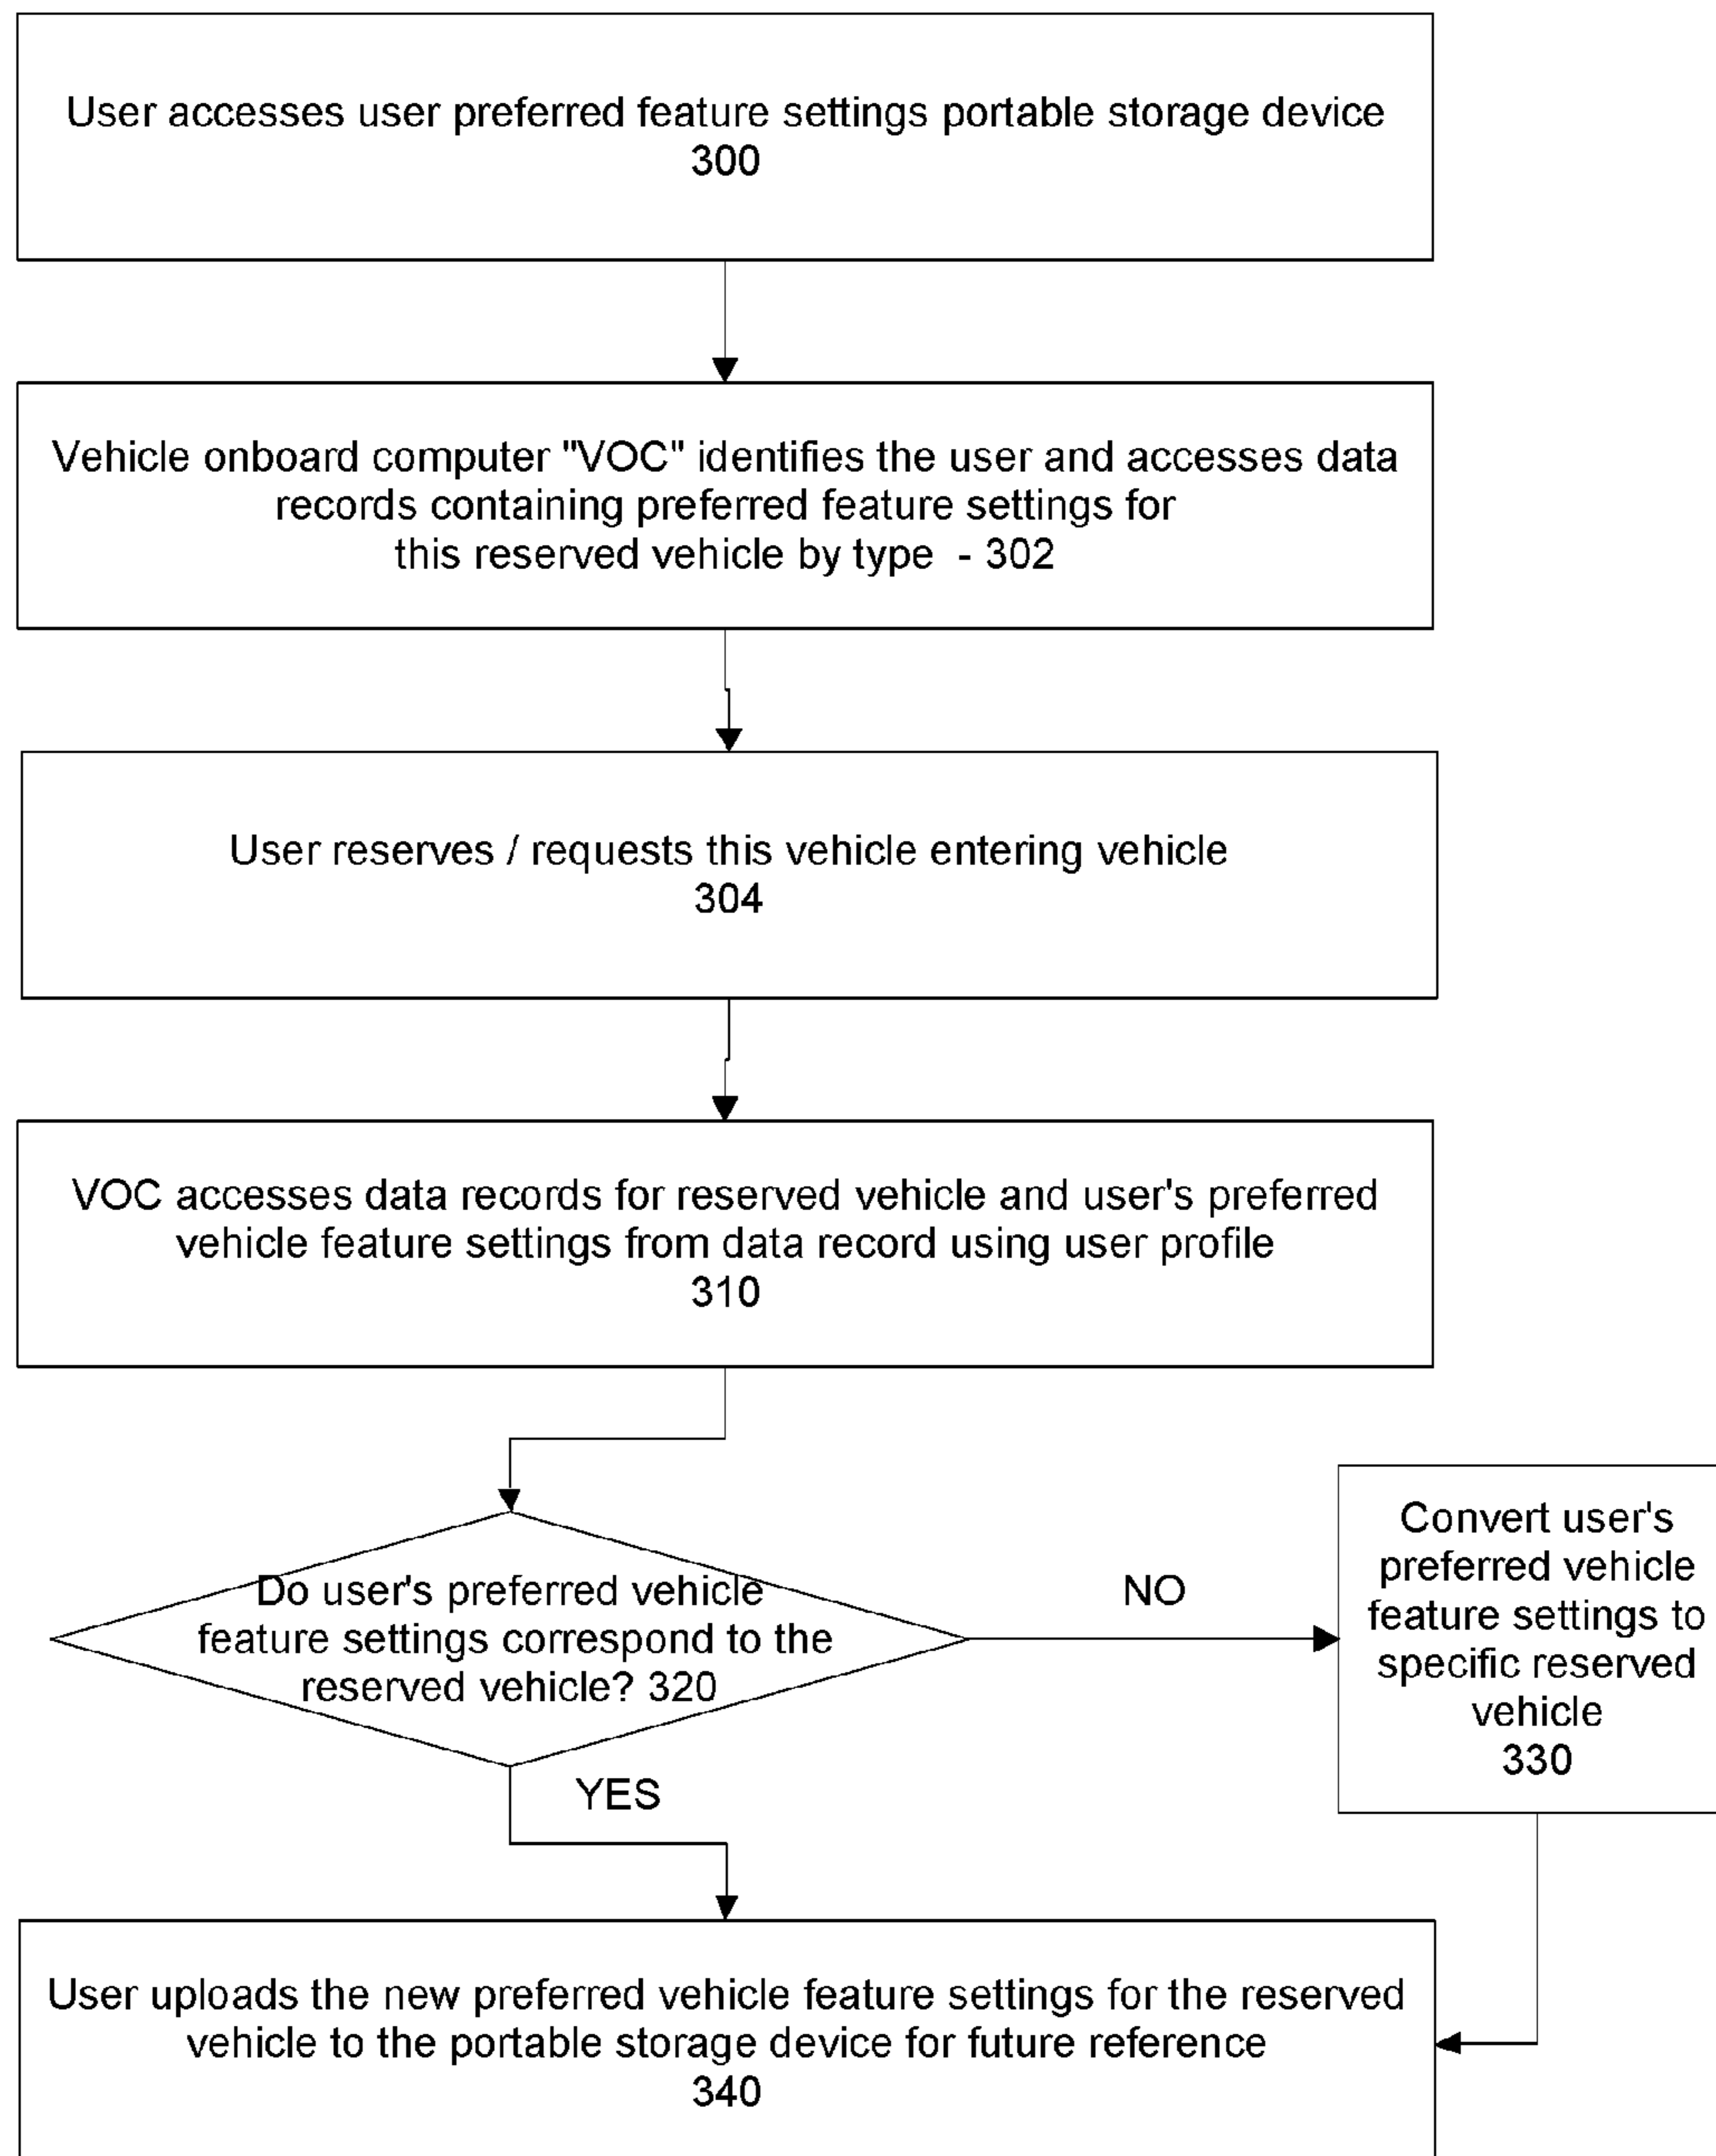 User accesses user preferred feature settings portable storage device
300
Vehicle onboard computer "VOC" identifies the user and accesses data
records containing preferred feature settings for
this reserved vehicle by type - 302
User reserves / requests this vehicle entering vehicle
304
VOC accesses data records for reserved vehicle and user's preferred
vehicle feature settings from data record using user profile
310
Do user's preferred vehicle
feature settings correspond to the
reserved vehicle? 320
NO
Convert user's
preferred vehicle
feature settings to
specific reserved
vehicle
330
YES
User uploads the new preferred vehicle feature settings for the reserved
vehicle to the portable storage device for future reference
340